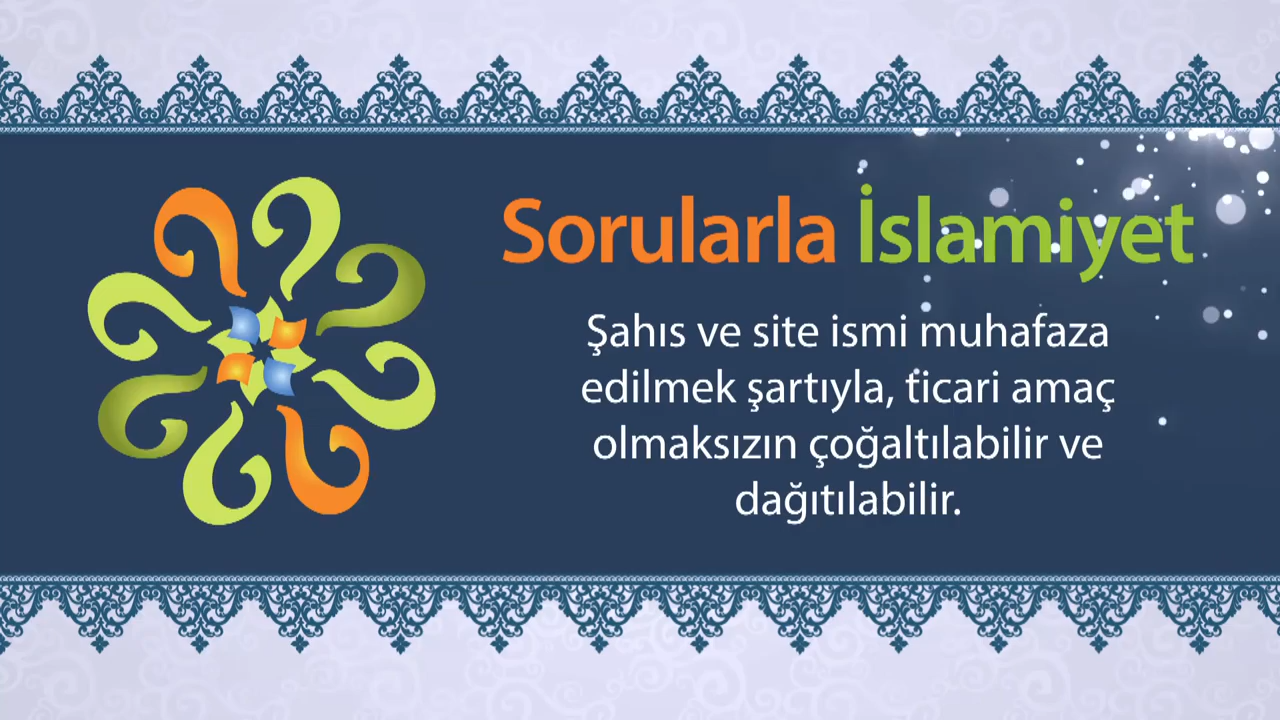 Sorularla İslamiyet
Şahıs ve site ismi muhafaza
edilmek şartıyla, ticari amaç
olmaksızın çoğaltılabilir ve
dağıtılabilir.